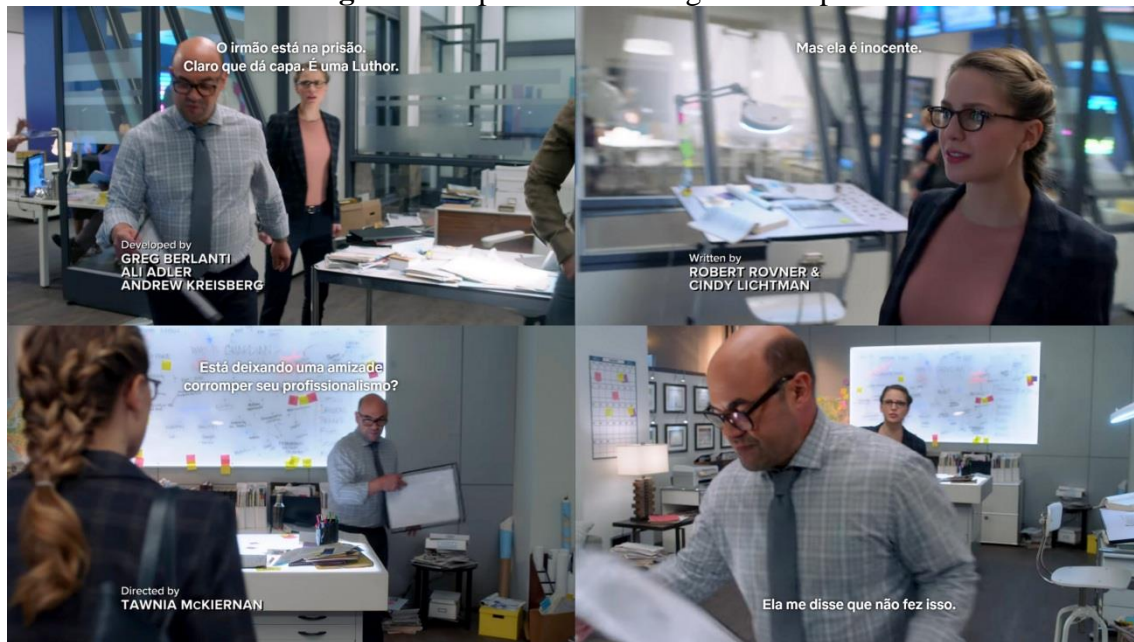 O irmão está na prisão.
Claro que dá capa. É uma Luthor.
Developed by
GREG BERLANTI
ALI ADLER
ANDREW KREISBERG
Mas ela é inocente.
Written by
ROBERT ROVNER &
CINDY LICHTMAN
Está deixando uma amizade
corromper seu profissionalismo?
Directed by
TAWNIA McKIERNAN
Ela me disse que não fez isso.